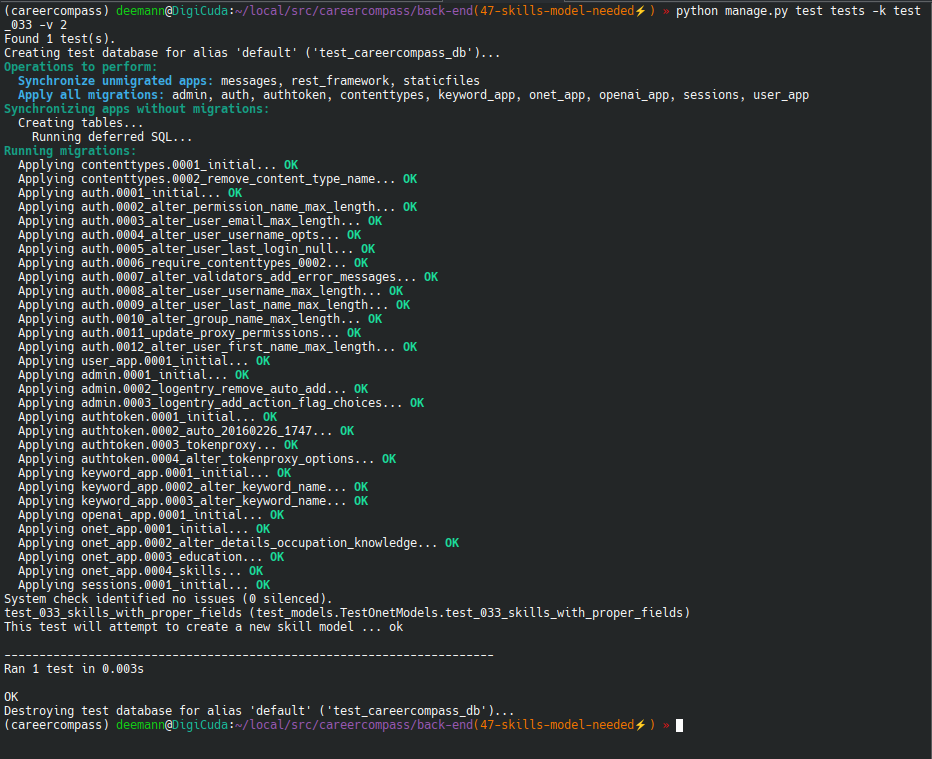 (careercompass) deemann@DigiCuda:~/local/src/careercompass/back-end(47-skills-model-needed⚡) » python manage.py test tests -k test
_033 -v 2
Found 1 test(s).
Creating test database for alias 'default' ('test_careercompass_db')...
Operations to perform:
  Synchronize unmigrated apps: messages, rest_framework, staticfiles
  Apply all migrations: admin, auth, authtoken, contenttypes, keyword_app, onet_app, openai_app, sessions, user_app
Synchronizing apps without migrations:
  Creating tables...
    Running deferred SQL...
Running migrations:
  Applying contenttypes.0001_initial... OK
  Applying contenttypes.0002_remove_content_type_name... OK
  Applying auth.0001_initial... OK
  Applying auth.0002_alter_permission_name_max_length... OK
  Applying auth.0003_alter_user_email_max_length... OK
  Applying auth.0004_alter_user_username_opts... OK
  Applying auth.0005_alter_user_last_login_null... OK
  Applying auth.0006_require_contenttypes_0002... OK
  Applying auth.0007_alter_validators_add_error_messages... OK
  Applying auth.0008_alter_user_username_max_length... OK
  Applying auth.0009_alter_user_last_name_max_length... OK
  Applying auth.0010_alter_group_name_max_length... OK
  Applying auth.0011_update_proxy_permissions... OK
  Applying auth.0012_alter_user_first_name_max_length... OK
  Applying user_app.0001_initial... OK
  Applying admin.0001_initial... OK
  Applying admin.0002_logentry_remove_auto_add... OK
  Applying admin.0003_logentry_add_action_flag_choices... OK
  Applying authtoken.0001_initial... OK
  Applying authtoken.0002_auto_20160226_1747... OK
  Applying authtoken.0003_tokenproxy... OK
  Applying authtoken.0004_alter_tokenproxy_options... OK
  Applying keyword_app.0001_initial... OK
  Applying keyword_app.0002_alter_keyword_name... OK
  Applying keyword_app.0003_alter_keyword_name... OK
  Applying openai_app.0001_initial... OK
  Applying onet_app.0001_initial... OK
  Applying onet_app.0002_alter_details_occupation_knowledge... OK
  Applying onet_app.0003_education... OK
  Applying onet_app.0004_skills... OK
  Applying sessions.0001_initial... OK
System check identified no issues (0 silenced).
test_033_skills_with_proper_fields (test_models.TestOnetModels.test_033_skills_with_proper_fields)
This test will attempt to create a new skill model ... ok

----------------------------------------------------------------------
Ran 1 test in 0.003s

OK
Destroying test database for alias 'default' ('test_careercompass_db')...
(careercompass) deemann@DigiCuda:~/local/src/careercompass/back-end(47-skills-model-needed⚡) »